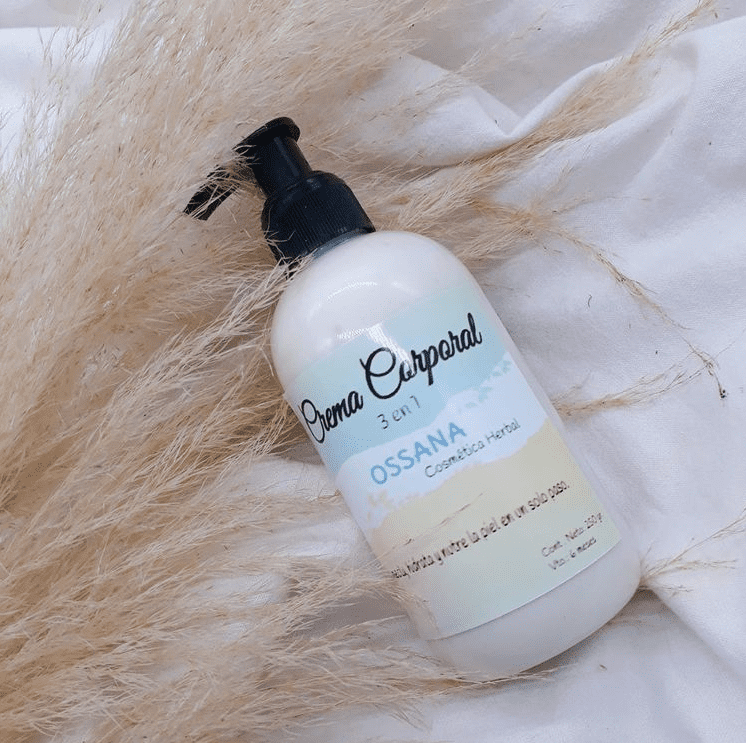 Crema Corporal
3 en 1
OSSANA
Cosmética Herbal
hidrata y nutre la piel en un solo paso.
Cont. Neto: 250 gr
Vto.: 6 meses